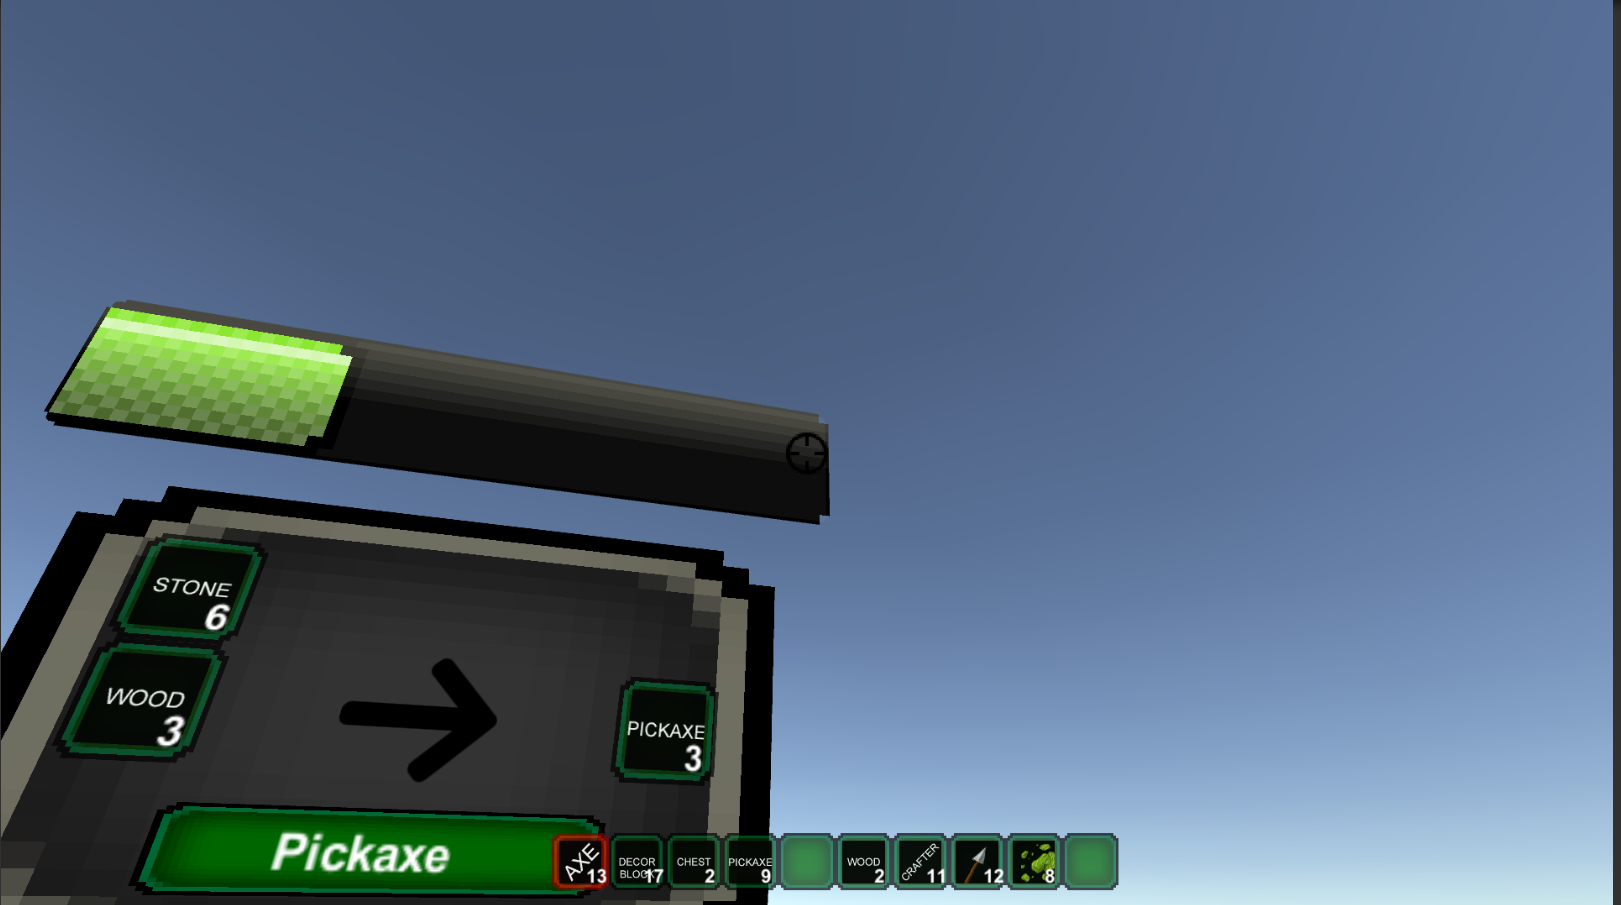 STONE
6
WOOD
3
PICKAXE
3
Pickaxe
AXE
13
DECOR
BLOCK
17
CHEST
2
PICKAXE
9
WOOD
2
CRAFTER
11
12
8